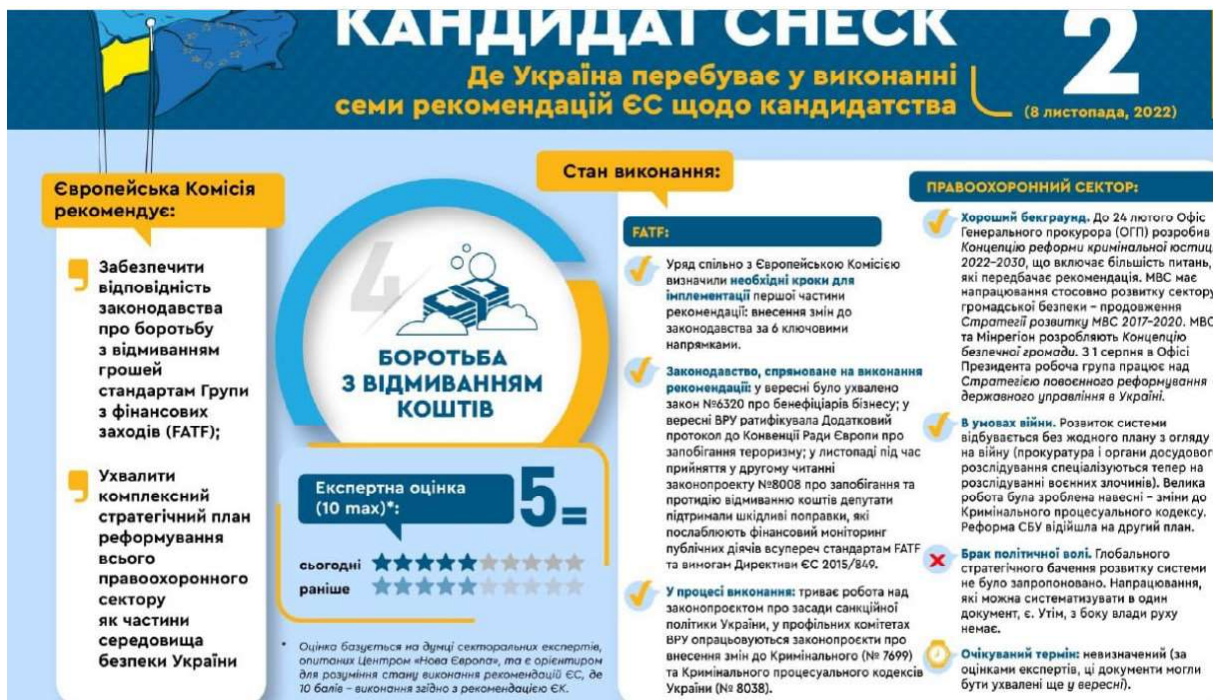 КАНДИДАТ CHECK
Де Україна перебуває у виконанні
семи рекомендацій ЄС щодо кандидатства
2
(8 листопада, 2022)
Європейська Комісія
рекомендує:
Забезпечити
відповідність
законодавства
про боротьбу
з відмиванням
грошей
стандартам Групи
з фінансових
заходів (FATF);
Ухвалити
комплексний
стратегічний план
реформування
всього
правоохоронного
сектору
як частини
середовища
безпеки України
4
БОРОТЬБА
З ВІДМИВАННЯМ
КОШТІВ
Експертна оцінка
(10 max)*:
5=
сьогодні
раніше
* Оцінка базується на думці секторальних експертів,
опитаних Центром «Нова Європа», та є орієнтиром
для розуміння стану виконання рекомендацій ЄС, де
10 балів – виконання згідно з рекомендацією ЄК.
Стан виконання:
FATF:
Уряд спільно з Європейською Комісією
визначили необхідні кроки для
імплементації першої частини
рекомендації: внесення змін до
законодавства за 6 ключовими
напрямками.
Законодавство, спрямоване на виконання
рекомендації: у вересні було ухвалено
закон №6320 про бенефіціарів бізнесу; у
вересні ВРУ ратифікувала Додатковий
протокол до Конвенції Ради Європи про
запобігання тероризму; у листопаді під час
прийняття у другому читанні
законопроекту №8008 про запобігання та
протидію відмиванню коштів депутати
підтримали шкідливі поправки, які
послаблюють фінансовий моніторинг
публічних діячів всупереч стандартам FATF
та вимогам Директиви ЄС 2015/849.
У процесі виконання: триває робота над
законопроєктом про засади санкційної
політики України, у профільних комітетах
ВРУ опрацьовуються законопроєкти про
внесення змін до Кримінального (№ 7699)
та Кримінального процесуального кодексів
України (№ 8038).
ПРАВООХОРОННИЙ СЕКТОР:
Хороший бекграунд. До 24 лютого Офіс
Генерального прокурора (ОГП) розробив
Концепцію реформи кримінальної юстиц
2022–2030, що включає більшість питань,
які передбачає рекомендація. МВС має
напрацювання стосовно розвитку сектору
громадської безпеки – продовження
Стратегії розвитку МВС 2017–2020. МВС
та Мінрегіон розробляють Концепцію
безпечної громади. З 1 серпня в Офісі
Президента робоча група працює над
Стратегією повоєнного реформування
державного управління в Україні.
В умовах війни. Розвиток системи
відбувається без жодного плану з огляду
на війну (прокуратура і органи досудовог
розслідування спеціалізуються тепер на
розслідуванні воєнних злочинів). Велика
робота була зроблена навесні – зміни до
Кримінального процесуального кодексу.
Реформа СБУ відійшла на другий план.
Брак політичної волі. Глобального
стратегічного бачення розвитку системи
не було запропоновано. Напрацювання,
які можна систематизувати в один
документ, є. Утім, з боку влади руху
немає.
Очікуваний термін: невизначений (за
оцінками експертів, ці документи могли
бути ухвалені ще у вересні).